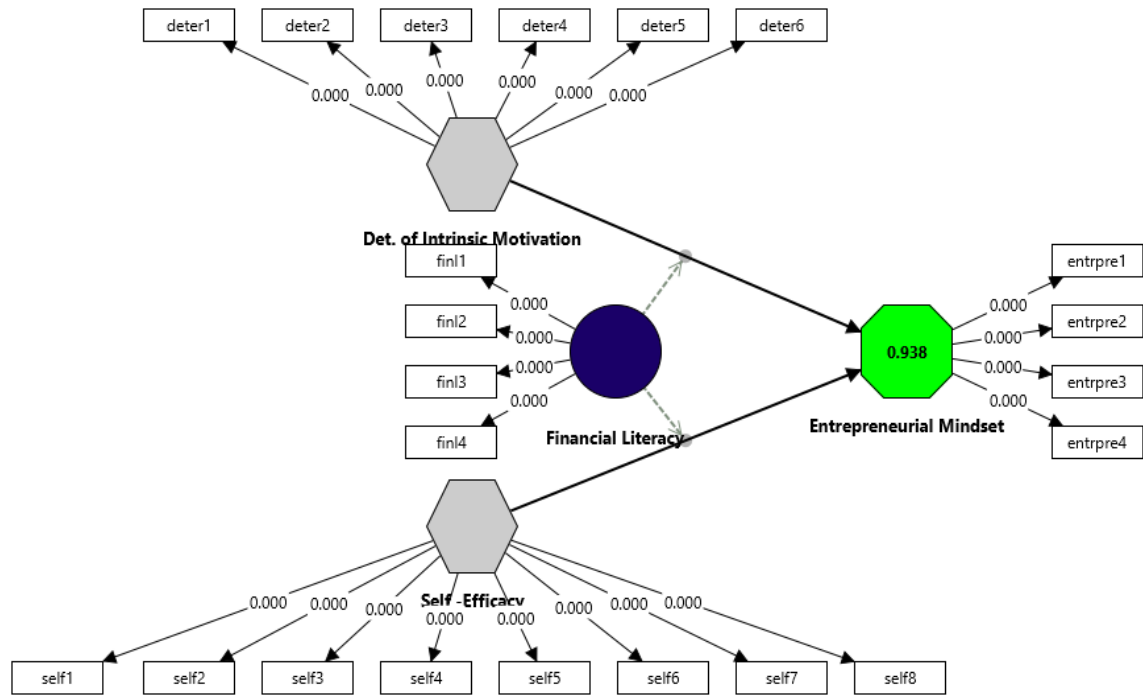 deter1 deter2 deter3 deter4 deter5 deter6
0.000 0.000 0.000 0.000 0.000 0.000
Det. of Intrinsic Motivation
finl1
finl2
finl3
finl4
0.000
0.000
0.000
0.000
Financial Literacy
0.938
Entrepreneurial Mindset
0.000
0.000
0.000
0.000
entrpre1
entrpre2
entrpre3
entrpre4
Self -Efficacy
0.000 0.000 0.000 0.000 0.000 0.000 0.000 0.000
self1 self2 self3 self4 self5 self6 self7 self8